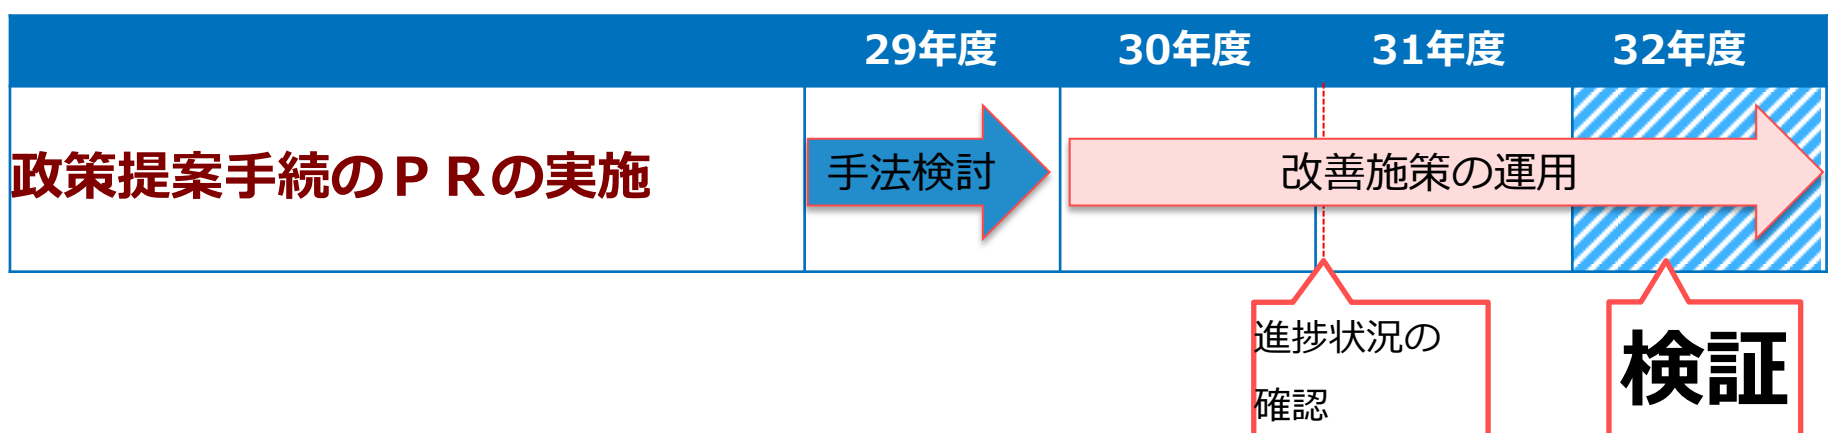 29年度 30年度 31年度 32年度
政策提案手続のＰＲの実施
手法検討
改善施策の運用
進捗状況の
確認
検証